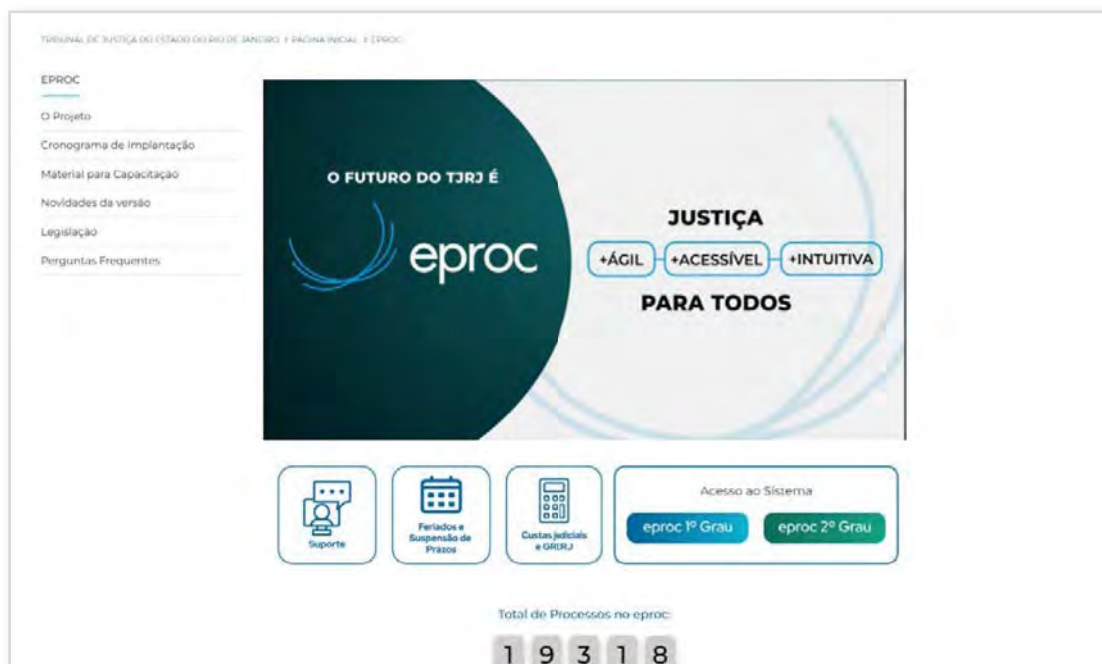 TRIBUNAL DE JUSTIÇA DO ESTADO DO RIO DE JANEIRO / PÁGINA INICIAL / EPROC
EPROC
O Projeto
Cronograma de Implantação
Material para Capacitação
Novidades da versão
Legislação
Perguntas Frequentes
O FUTURO DO TJRJ É
eproc
JUSTIÇA
+ÁGIL +ACESSÍVEL +INTUITIVA
PARA TODOS
Suporte
Feriados e
Suspensão de
Prazos
Custas judiciais
e GRERJ
Acesso ao Sistema
eproc 1º Grau eproc 2º Grau
Total de Processos no eproc:
1 9 3 1 8